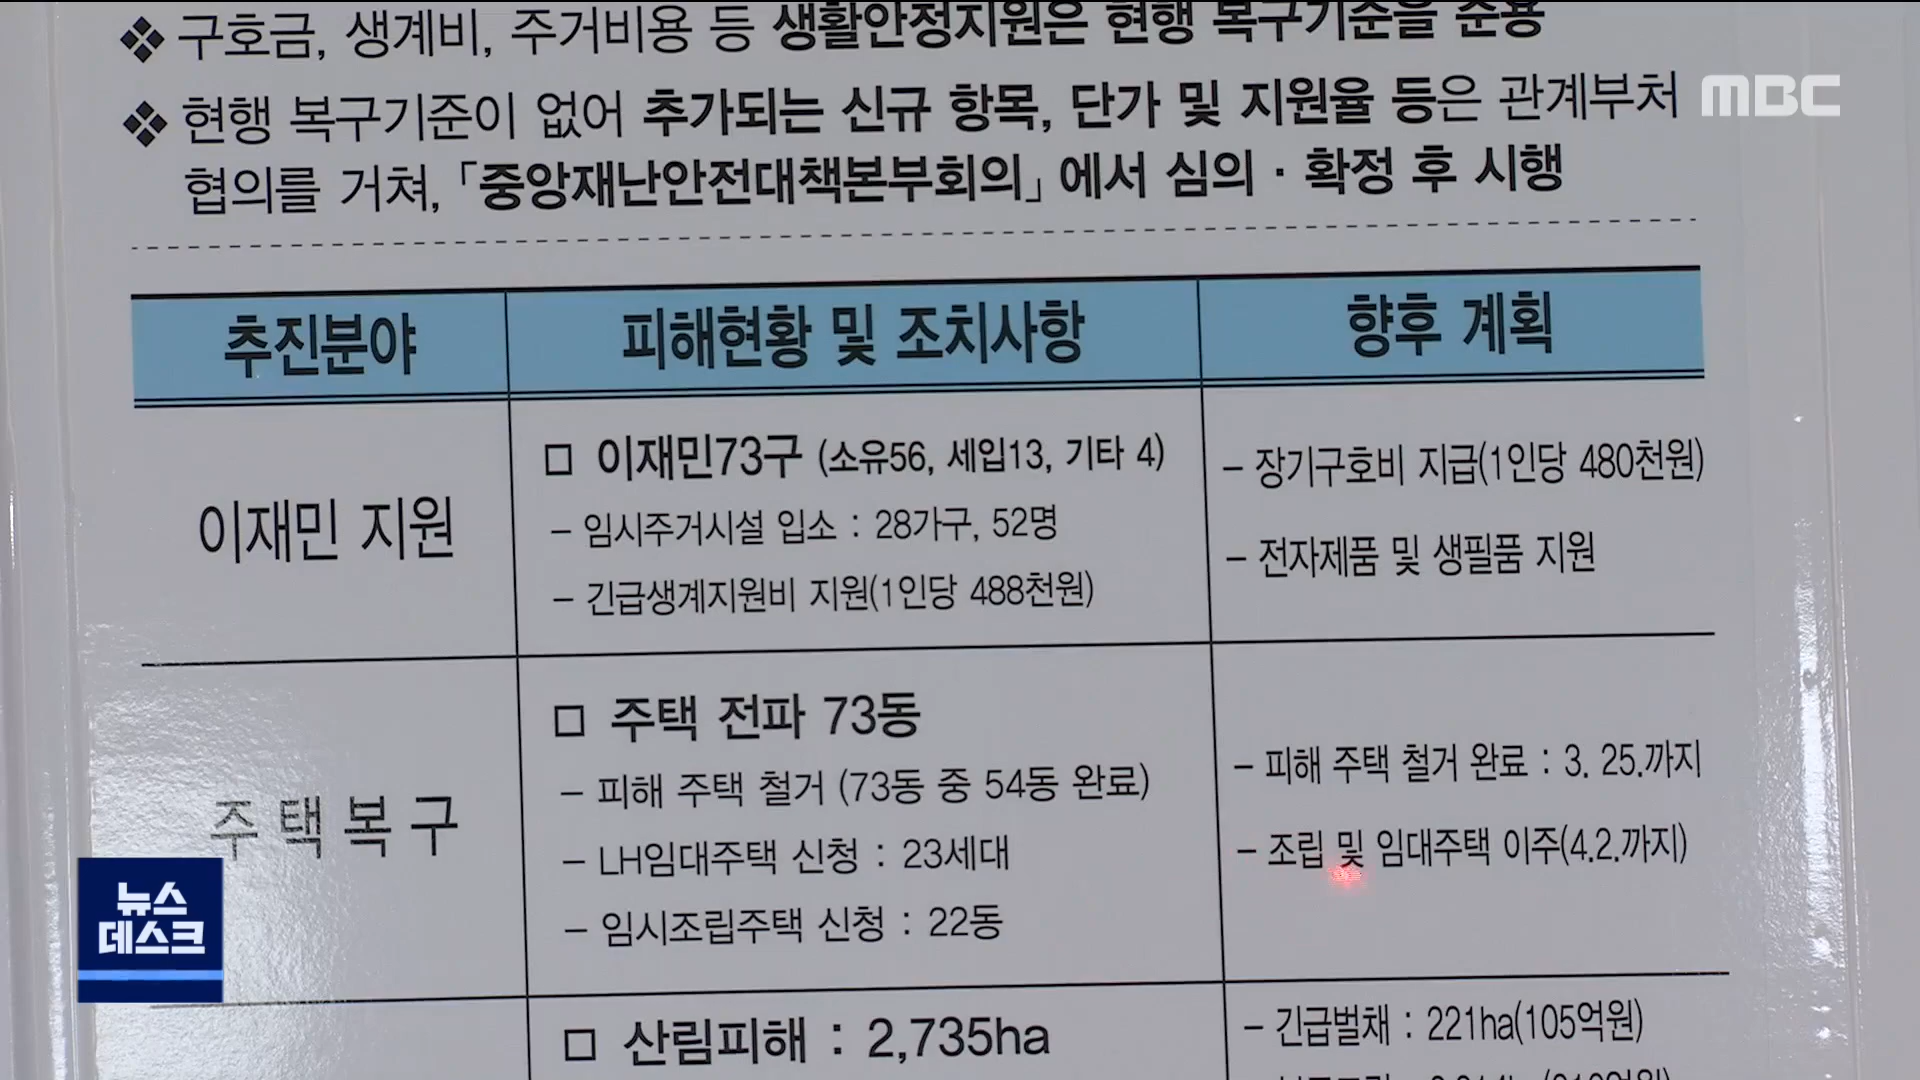 ❖ 구호금, 생계비, 주거비용 등 생활안정지원은 현행 복구기준을 준용
❖ 현행 복구기준이 없어 추가되는 신규 항목, 단가 및 지원율 등은 관계부처
협의를 거쳐, 「중앙재난안전대책본부회의」에서 심의·확정 후 시행
MBC
추진분야 피해현황 및 조치사항 향후 계획
이재민 지원
□ 이재민73구 (소유56, 세입13, 기타 4)
- 임시주거시설 입소 : 28가구, 52명
- 긴급생계지원비 지원(1인당 488천원)
- 장기구호비 지급(1인당 480천원)
- 전자제품 및 생필품 지원
주택복구
□ 주택 전파 73동
- 피해 주택 철거 (73동 중 54동 완료)
- LH임대주택 신청 : 23세대
- 임시조립주택 신청 : 22동
- 피해 주택 철거 완료 : 3. 25.까지
- 조립 및 임대주택 이주(4.2.까지)
□ 산림피해 : 2,735ha
- 긴급벌채 : 221ha(105억원)
뉴스
데스크